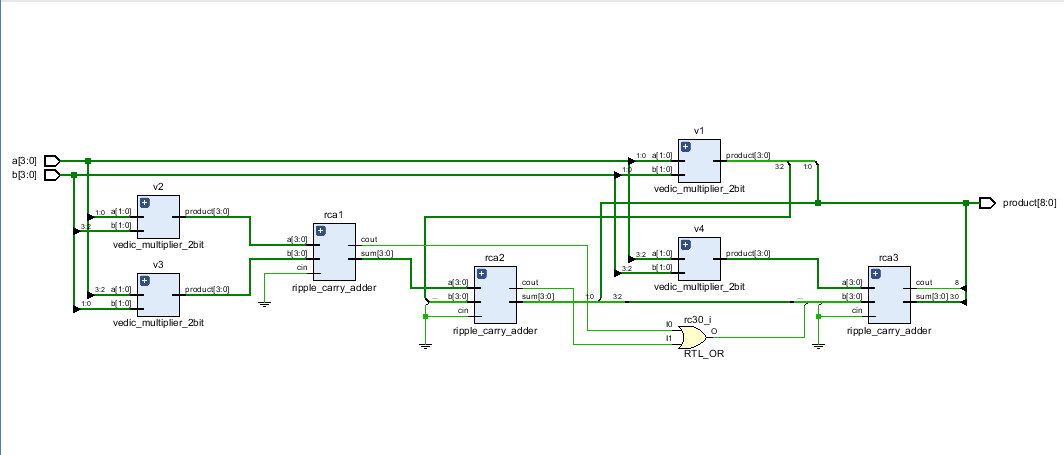 v1
a[3:0]
1:0
a[1:0]
product[3:0]
b[3:0]
1:0
b[1:0]
3:2
1:0
vedic_multiplier_2bit
v2
product[8:0]
1:0
a[1:0]
product[3:0]
3:2
b[1:0]
vedic_multiplier_2bit
rca1
a[3:0]
cout
b[3:0]
sum[3:0]
cin
ripple_carry_adder
v4
3:2
a[1:0]
product[3:0]
3:2
b[1:0]
vedic_multiplier_2bit
v3
3:2
a[1:0]
product[3:0]
1:0
b[1:0]
vedic_multiplier_2bit
rca2
a[3:0]
cout
...
b[3:0]
sum[3:0]
1:0
3:2
cin
ripple_carry_adder
rca3
a[3:0]
cout
8
...
b[3:0]
sum[3:0]
3:0
cin
ripple_carry_adder
rc30_i
I0
O
I1
RTL_OR